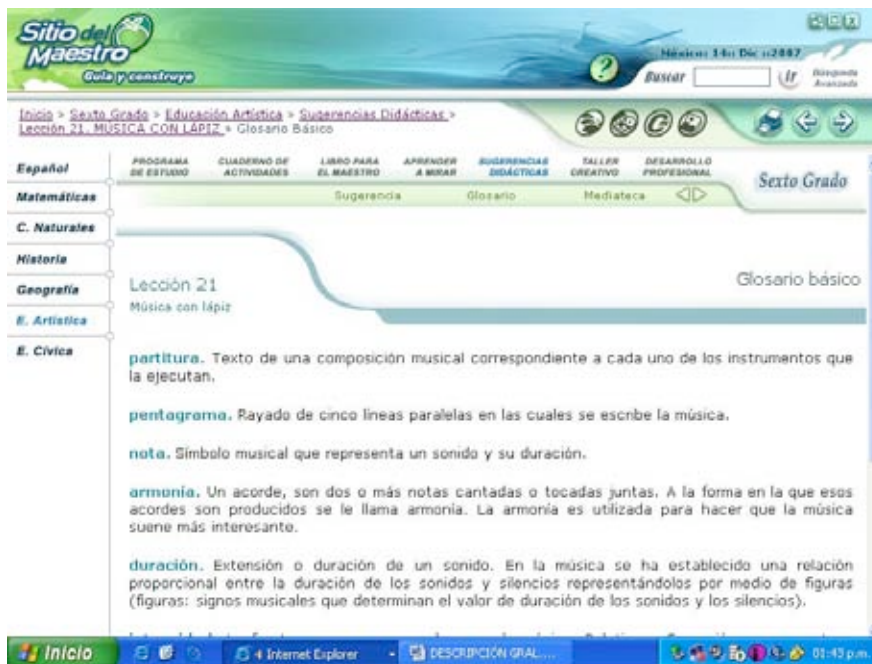 Sitio del
Maestro
Guía y construye
México: 14 Dic 2007
Buscar
Ir
Búsqueda
Avanzada
Inicio > Sexto Grado > Educación Artística > Sugerencias Didácticas >
Lección 21. MÚSICA CON LÁPIZ > Glosario Básico
PROGRAMA
DE ESTUDIO
CUADERNO DE
ACTIVIDADES
LIBRO PARA
EL MAESTRO
APRENDER
A MIRAR
SUGERENCIAS
DIDÁCTICAS
TALLER
CREATIVO
DESARROLLO
PROFESIONAL
Sexto Grado
Sugerencia
Glosario
Mediateca
Español
Matemáticas
C. Naturales
Historia
Geografía
E. Artística
E. Cívica
Lección 21
Música con lápiz
Glosario básico
partitura. Texto de una composición musical correspondiente a cada uno de los instrumentos que
la ejecutan.
pentagrama. Rayado de cinco líneas paralelas en las cuales se escribe la música.
nota. Símbolo musical que representa un sonido y su duración.
armonía. Un acorde, son dos o más notas cantadas o tocadas juntas. A la forma en la que esos
acordes son producidos se le llama armonía. La armonía es utilizada para hacer que la música
suene más interesante.
duración. Extensión o duración de un sonido. En la música se ha establecido una relación
proporcional entre la duración de los sonidos y silencios representándolos por medio de figuras
(figuras: signos musicales que determinan el valor de duración de los sonidos y los silencios).
Inicio
4 Internet Explorer
DESCRIPCIÓN GRAL....
01:43 p.m.